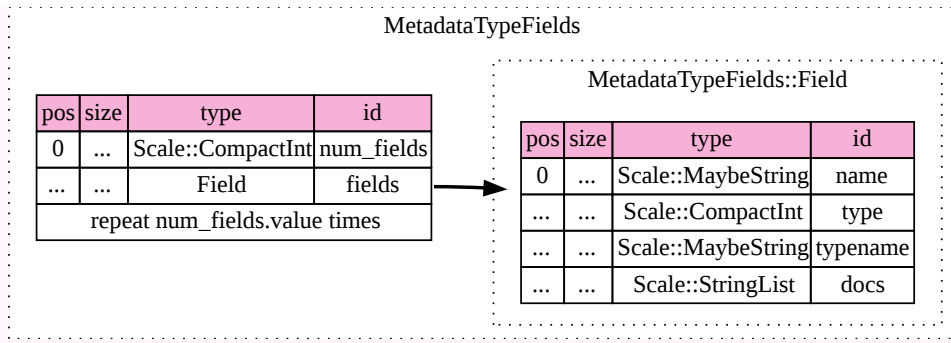 MetadataTypeFields
pos size type id
0 ... Scale::CompactInt num_fields
... ... Field fields
repeat num_fields.value times
MetadataTypeFields::Field
pos size type id
0 ... Scale::MaybeString name
... ... Scale::CompactInt type
... ... Scale::MaybeString typename
... ... Scale::StringList docs